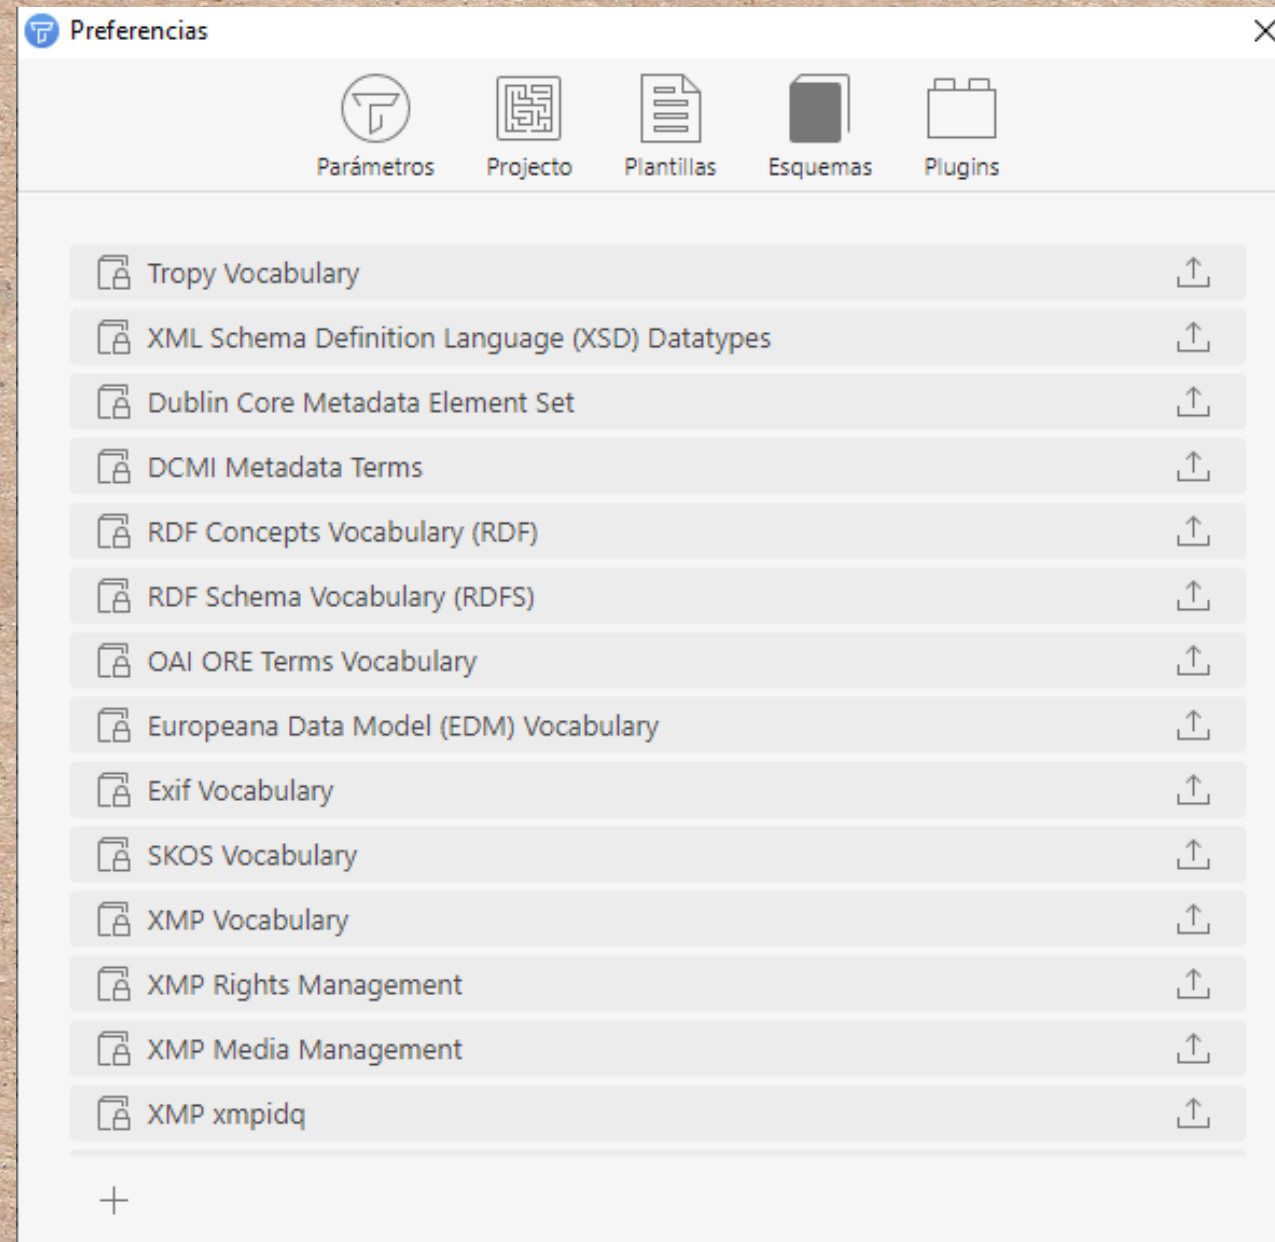 Preferencias
Parámetros Projecto Plantillas Esquemas Plugins
Tropy Vocabulary
XML Schema Definition Language (XSD) Datatypes
Dublin Core Metadata Element Set
DCMI Metadata Terms
RDF Concepts Vocabulary (RDF)
RDF Schema Vocabulary (RDFS)
OAI ORE Terms Vocabulary
Europeana Data Model (EDM) Vocabulary
Exif Vocabulary
SKOS Vocabulary
XMP Vocabulary
XMP Rights Management
XMP Media Management
XMP xmpidq